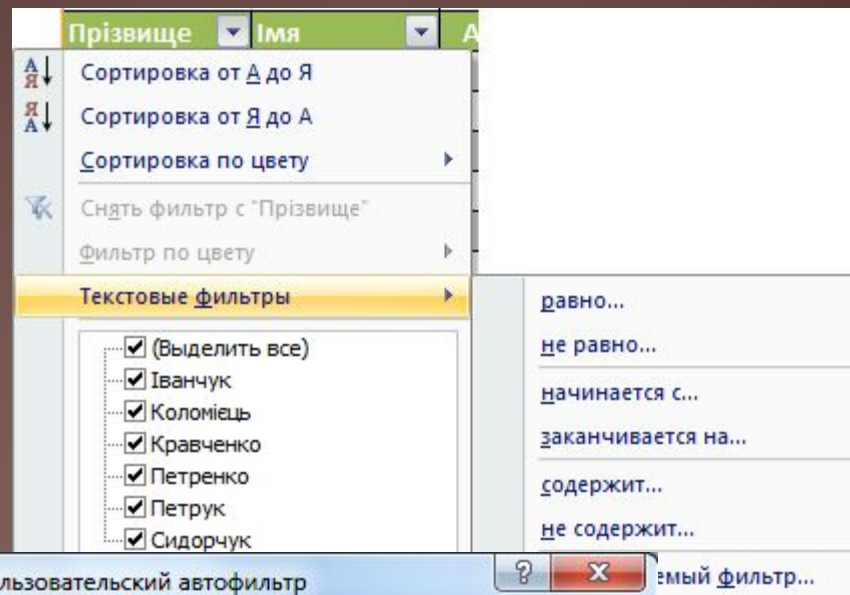 Прізвище Імя А
Сортировка от А до Я
Сортировка от Я до А
Сортировка по цвету
Снять фильтр с "Прізвище"
Фильтр по цвету
Текстовые фильтры
равно...
не равно...
начинается с...
заканчивается на...
содержит...
не содержит...
емый фильтр...
(Выделить все)
Іванчук
Коломієць
Кравченко
Петренко
Петрук
Сидорчук
льзовательский автофильтр